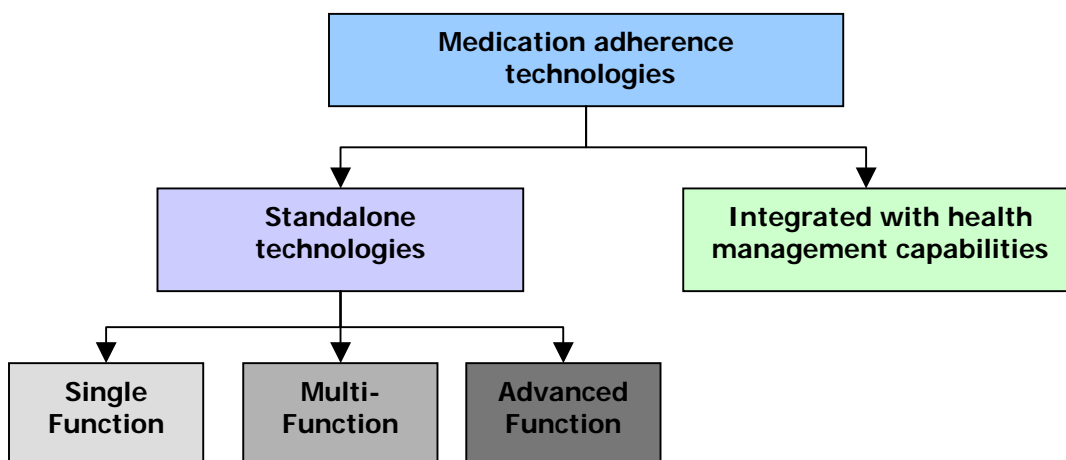 Medication adherence
technologies
Standalone
technologies
Integrated with health
management capabilities
Single
Function
Multi-
Function
Advanced
Function